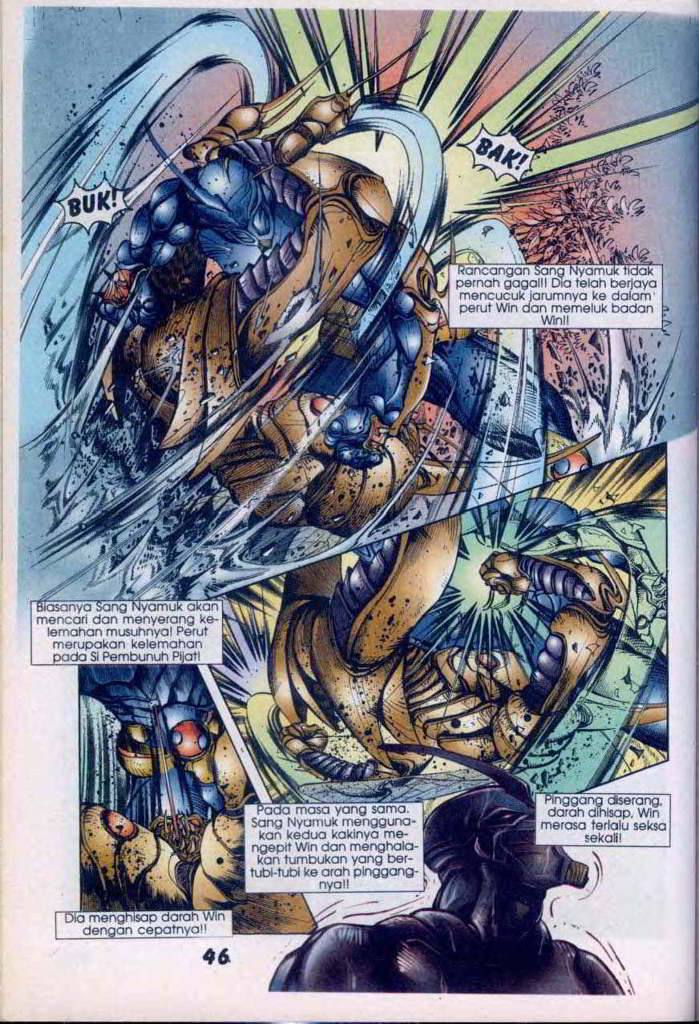 BUK!
BAK!
Rancangan Sang Nyamuk tidak
pernah gagal!! Dia telah berjaya
mencucuk jarumnya ke dalam
perut Win dan memeluk badan
Win!!
Biasanya Sang Nyamuk akan
mencari dan menyerang ke-
lemahan musuhnya! Perut
merupakan kelemahan
pada Si Pembunuh Pijat!
Pada masa yang sama.
Sang Nyamuk mengguna-
kan kedua kakinya me-
ngepit Win dan menghala-
kan tumbukan yang ber-
tubi-tubi ke arah pinggang-
nya!!
Pinggang diserang,
darah dihisap, Win
merasa terlalu seksa
sekali!
Dia menghisap darah Win
dengan cepatnya!!
46